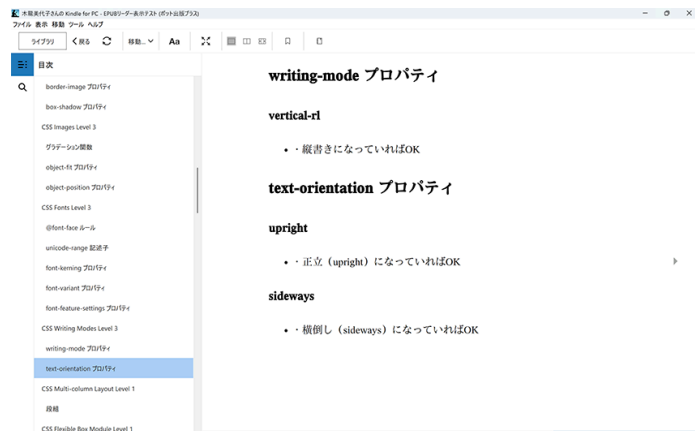 木龍美代子さんの Kindle for PC - EPUBリーダー表示テスト (ポット出版プラス)
ファイル 表示 移動 ツール ヘルプ
ライブラリ 戻る 移動... Aa
目次
border-image プロパティ
box-shadow プロパティ
CSS Images Level 3
グラデーション関数
object-fit プロパティ
object-position プロパティ
CSS Fonts Level 3
@font-face ルール
unicode-range 記述子
font-kerning プロパティ
font-variant プロパティ
font-feature-settings プロパティ
CSS Writing Modes Level 3
writing-mode プロパティ
text-orientation プロパティ
CSS Multi-column Layout Level 1
段組
CSS Flexible Box Module Level 1
writing-mode プロパティ
vertical-rl
• ・縦書きになっていればOK
text-orientation プロパティ
upright
• ・正立（upright）になっていればOK
sideways
• ・横倒し（sideways）になっていればOK